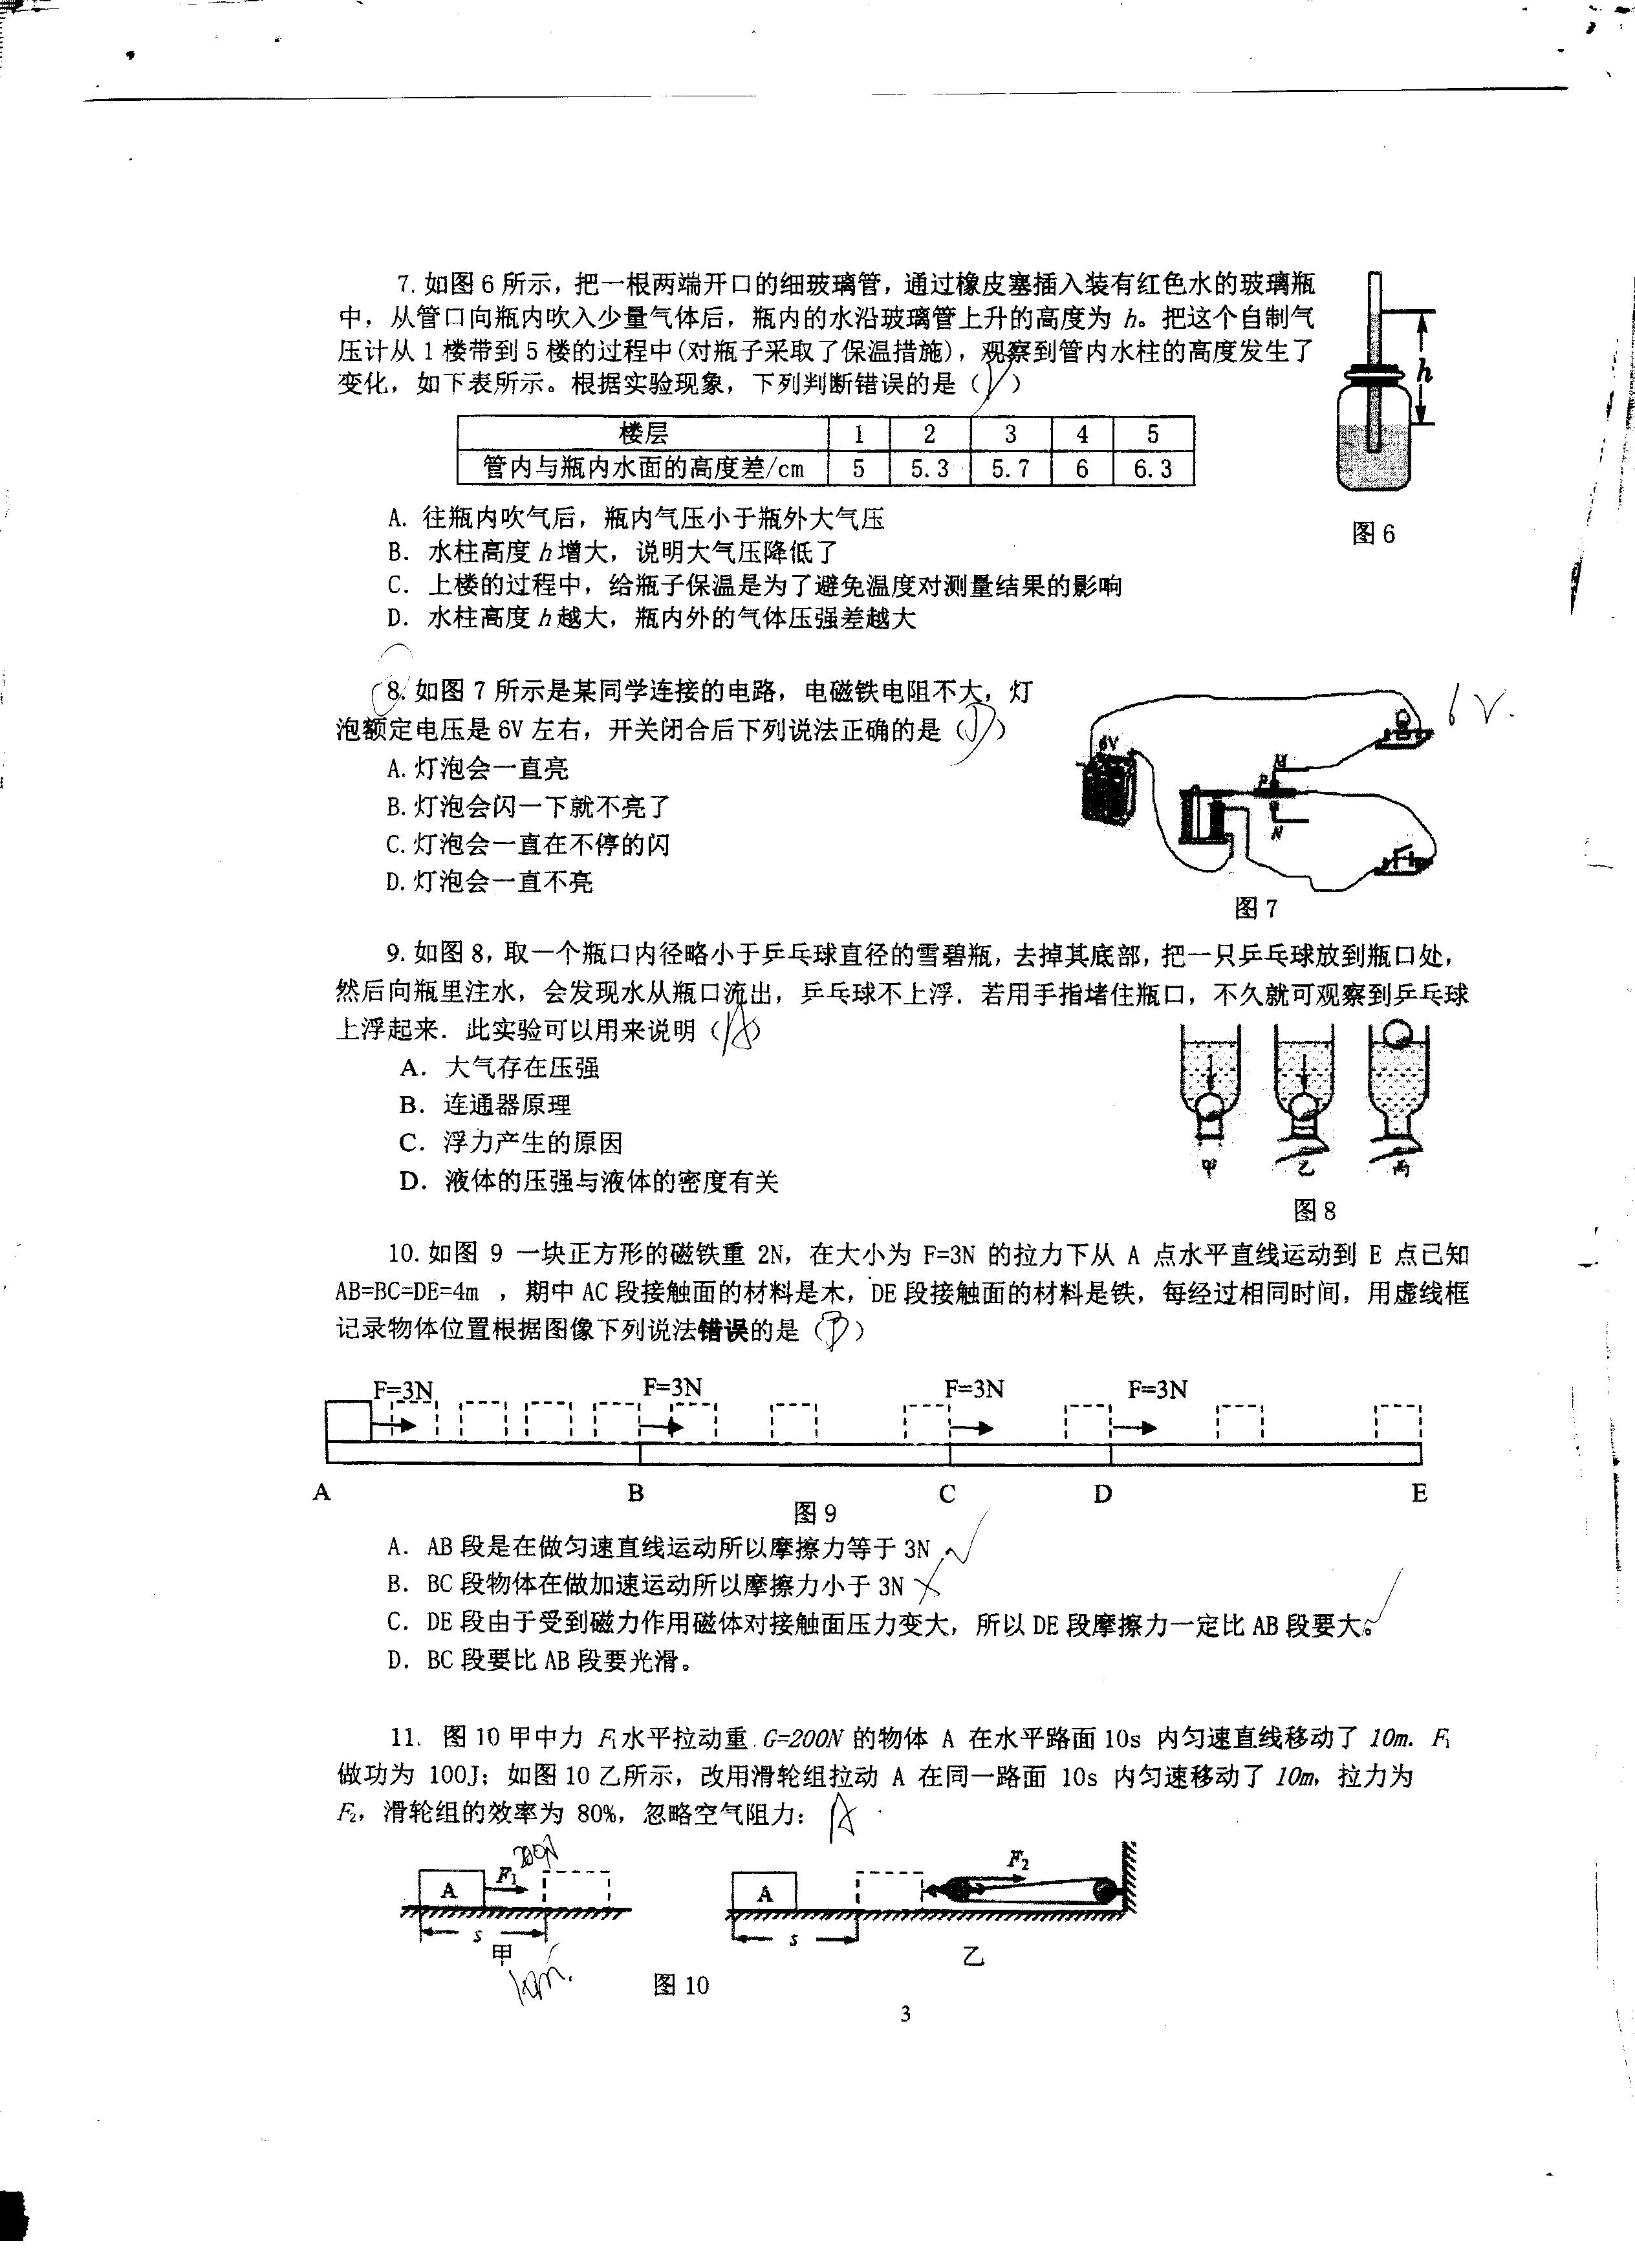 7. 如图6所示，把一根两端开口的细玻璃管，通过橡皮塞插入装有红色水的玻璃瓶
中，从管口向瓶内吹入少量气体后，瓶内的水沿玻璃管上升的高度为 h。把这个自制气
压计从1楼带到5楼的过程中(对瓶子采取了保温措施)，观察到管内水柱的高度发生了
变化，如下表所示。根据实验现象，下列判断错误的是（ ）
楼层 1 2 3 4 5
管内与瓶内水面的高度差/cm 5 5.3 5.7 6 6.3
h
图6
A. 往瓶内吹气后，瓶内气压小于瓶外大气压
B. 水柱高度 h 增大，说明大气压降低了
C. 上楼的过程中，给瓶子保温是为了避免温度对测量结果的影响
D. 水柱高度 h 越大，瓶内外的气体压强差越大
8. 如图 7 所示是某同学连接的电路，电磁铁电阻不大，灯
泡额定电压是 6V 左右，开关闭合后下列说法正确的是（D）
A. 灯泡会一直亮
B. 灯泡会闪一下就不亮了
C. 灯泡会一直在不停的闪
D. 灯泡会一直不亮
6V.
6V
M
P
N
图7
9. 如图 8，取一个瓶口内径略小于乒乓球直径的雪碧瓶，去掉其底部，把一只乒乓球放到瓶口处，
然后向瓶里注水，会发现水从瓶口流出，乒乓球不上浮．若用手指堵住瓶口，不久就可观察到乒乓球
上浮起来．此实验可以用来说明（A）
A．大气存在压强
B．连通器原理
C．浮力产生的原因
D．液体的压强与液体的密度有关
甲 乙 丙
图8
10. 如图 9 一块正方形的磁铁重 2N，在大小为 F=3N 的拉力下从 A 点水平直线运动到 E 点已知
AB=BC=DE=4m ，期中 AC 段接触面的材料是木，DE 段接触面的材料是铁，每经过相同时间，用虚线框
记录物体位置根据图像下列说法错误的是（B）
F=3N F=3N F=3N F=3N
A B C D E
图9
A. AB 段是在做匀速直线运动所以摩擦力等于 3N
B. BC 段物体在做加速运动所以摩擦力小于 3N
C. DE 段由于受到磁力作用磁体对接触面压力变大，所以 DE 段摩擦力一定比 AB 段要大。
D. BC 段要比 AB 段要光滑。
11. 图 10 甲中力 F₁水平拉动重 G=200N 的物体 A 在水平路面 10s 内匀速直线移动了 10m. F₁
做功为 100J；如图 10 乙所示，改用滑轮组拉动 A 在同一路面 10s 内匀速移动了 10m，拉力为
F₂，滑轮组的效率为 80%，忽略空气阻力： A
200N
A F₁ A F₂
s s
甲 乙
10m.
图 10
3